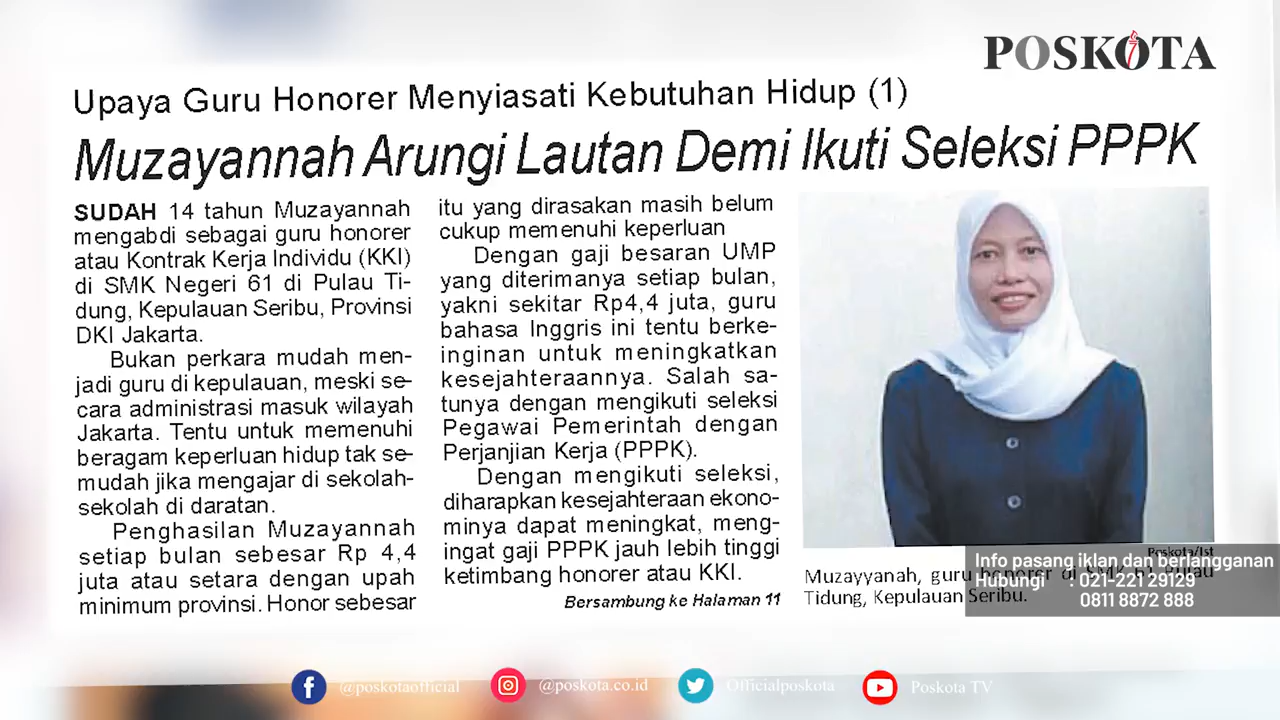 POSKOTA
Upaya Guru Honorer Menyiasati Kebutuhan Hidup (1)
Muzayannah Arungi Lautan Demi Ikuti Seleksi PPPK
SUDAH 14 tahun Muzayannah
mengabdi sebagai guru honorer
atau Kontrak Kerja Individu (KKI)
di SMK Negeri 61 di Pulau Ti-
dung, Kepulauan Seribu, Provinsi
DKI Jakarta.
Bukan perkara mudah men-
jadi guru di kepulauan, meski se-
cara administrasi masuk wilayah
Jakarta. Tentu untuk memenuhi
beragam keperluan hidup tak se-
mudah jika mengajar di sekolah-
sekolah di daratan.
Penghasilan Muzayannah
setiap bulan sebesar Rp 4,4
juta atau setara dengan upah
minimum provinsi. Honor sebesar
itu yang dirasakan masih belum
cukup memenuhi keperluan
Dengan gaji besaran UMP
yang diterimanya setiap bulan,
yakni sekitar Rp4,4 juta, guru
bahasa Inggris ini tentu berke-
inginan untuk meningkatkan
kesejahteraannya. Salah sa-
tunya dengan mengikuti seleksi
Pegawai Pemerintah dengan
Perjanjian Kerja (PPPK).
Dengan mengikuti seleksi,
diharapkan kesejahteraan ekono-
minya dapat meningkat, meng-
ingat gaji PPPK jauh lebih tinggi
ketimbang honorer atau KKI.
Bersambung ke Halaman 11
Poskota/Ist
Muzayyanah, guru honorer di SMK 61 Pulau
Tidung, Kepulauan Seribu.
Info pasang iklan dan berlangganan
Hubungi : 021-221 29129
0811 8872 888
@poskotaofficial
@poskota.co.id
Officialposkota
Poskota TV